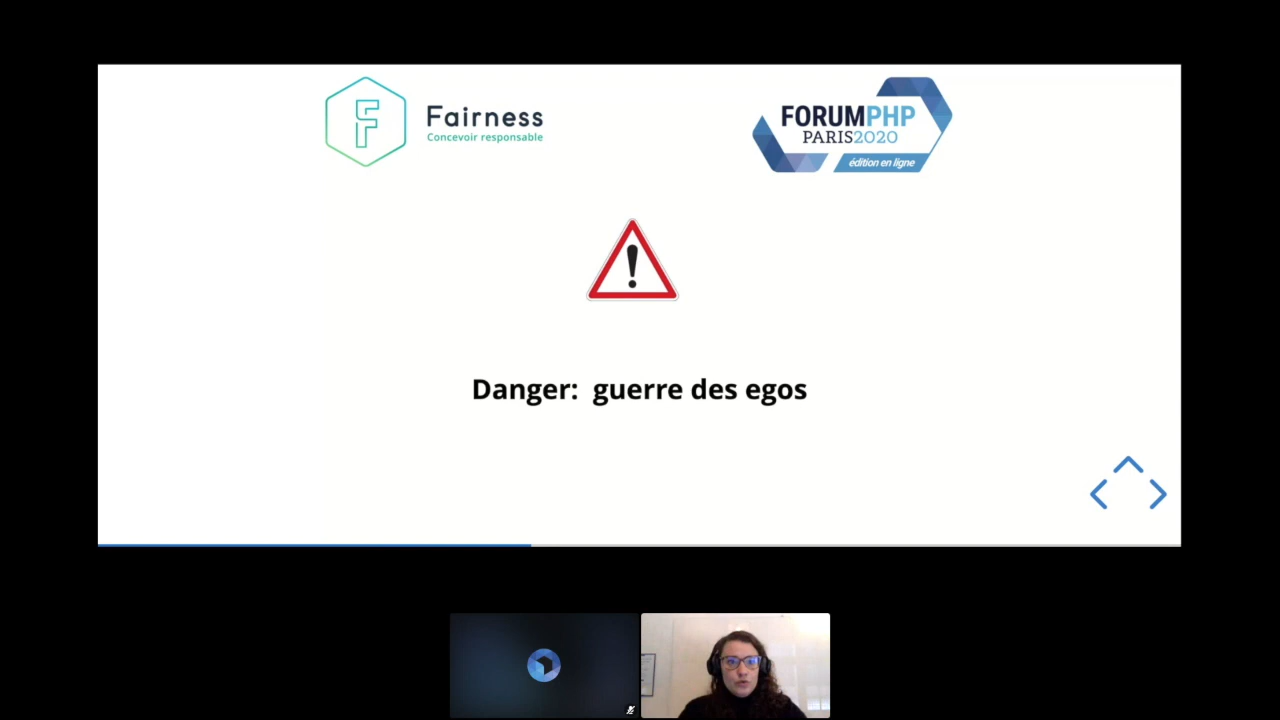 Fairness
Concevoir responsable
FORUMPHP
PARIS2020
édition en ligne
Danger:  guerre des egos